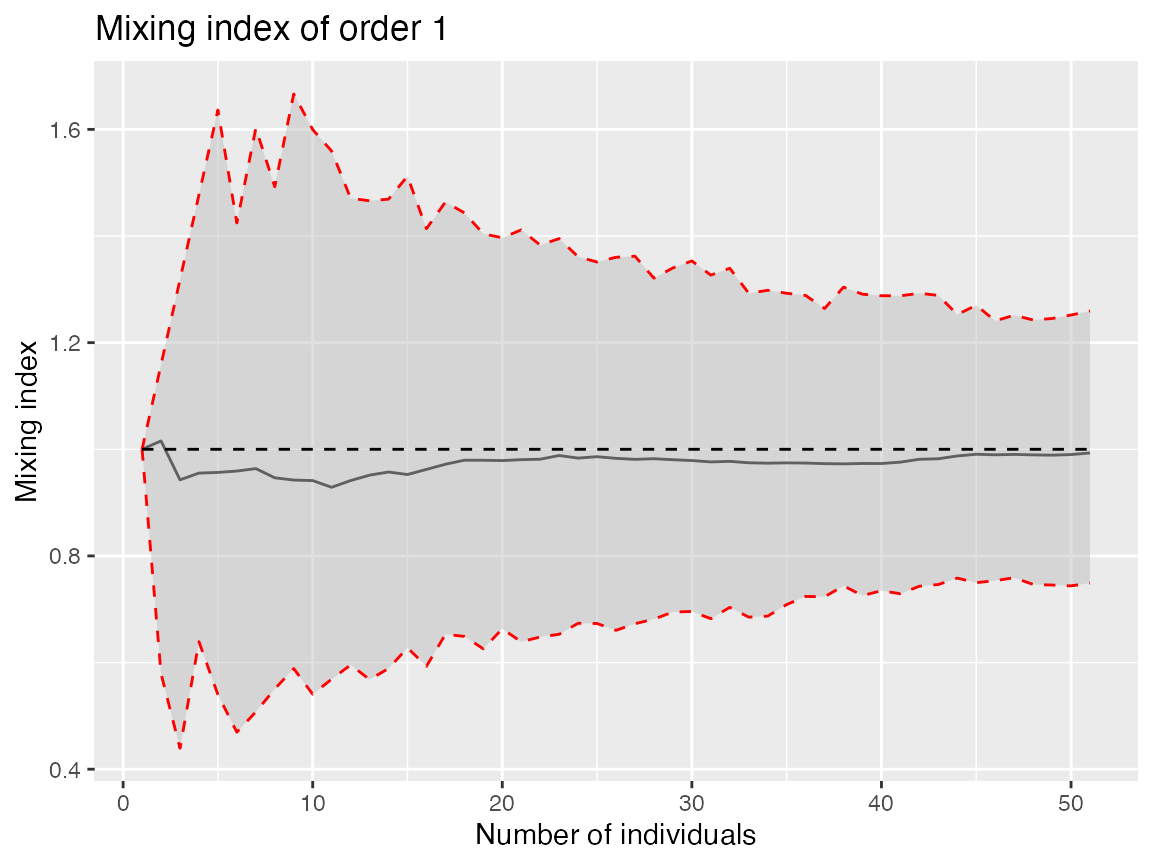 Mixing index of order 1
Mixing index
1.6
1.2
0.8
0.4
0 10 20 30 40 50
Number of individuals